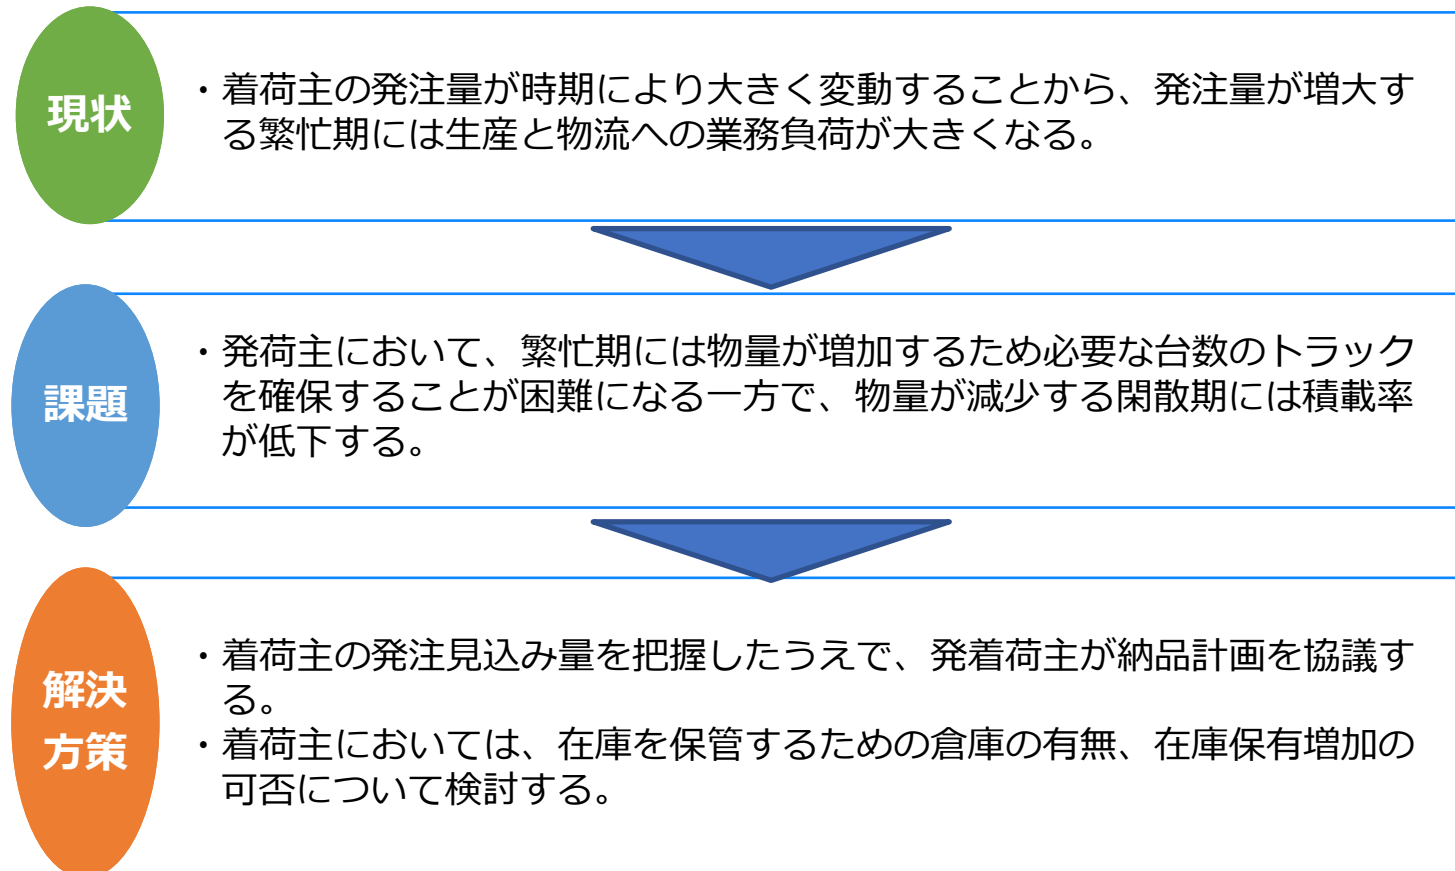 現状
・着荷主の発注量が時期により大きく変動することから、発注量が増大す
る繁忙期には生産と物流への業務負荷が大きくなる。
課題
・発荷主において、繁忙期には物量が増加するため必要な台数のトラック
を確保することが困難になる一方で、物量が減少する閑散期には積載率
が低下する。
解決
方策
・着荷主の発注見込み量を把握したうえで、発着荷主が納品計画を協議す
る。
・着荷主においては、在庫を保管するための倉庫の有無、在庫保有増加の
可否について検討する。